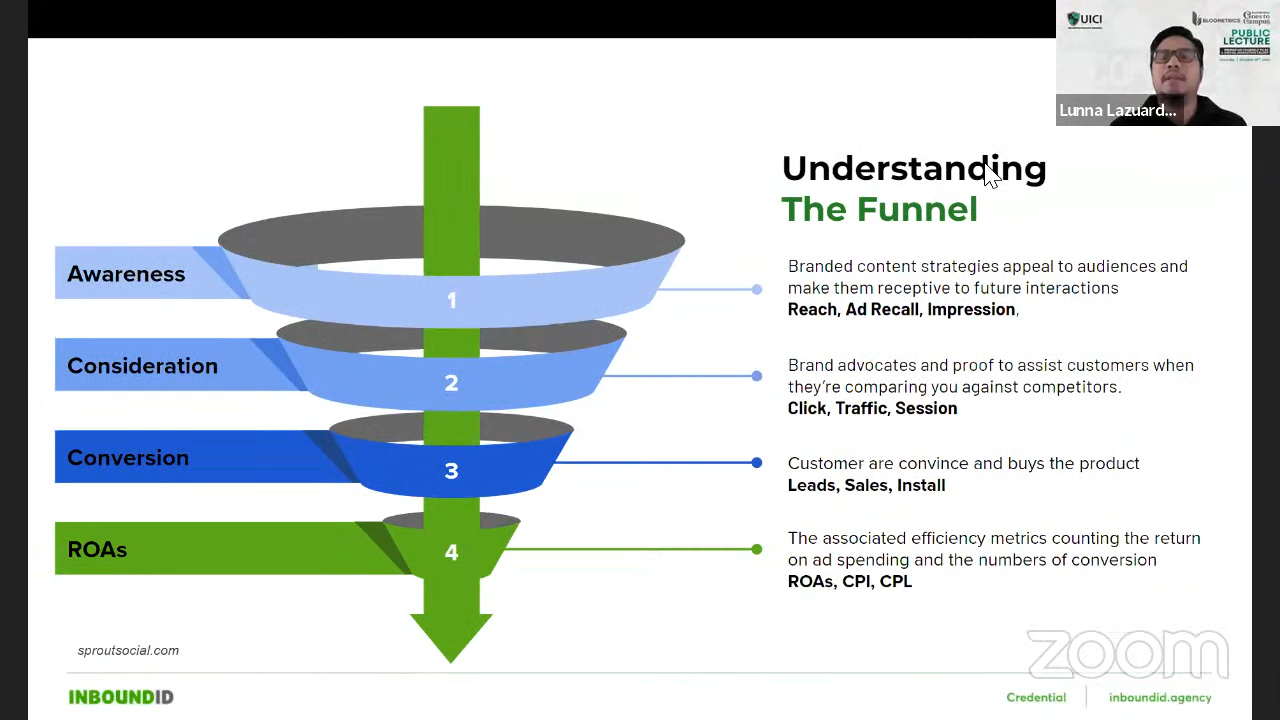 UICI
BLOOMETRICS
PUBLIC
LECTURE
Lunna Lazuard...
Understanding
The Funnel
Awareness
1
Branded content strategies appeal to audiences and
make them receptive to future interactions
Reach, Ad Recall, Impression,
Consideration
2
Brand advocates and proof to assist customers when
they're comparing you against competitors.
Click, Traffic, Session
Conversion
3
Customer are convince and buys the product
Leads, Sales, Install
ROAs
4
The associated efficiency metrics counting the return
on ad spending and the numbers of conversion
ROAs, CPI, CPL
sproutsocial.com
zoom
INBOUNDID
Credential
inboundid.agency